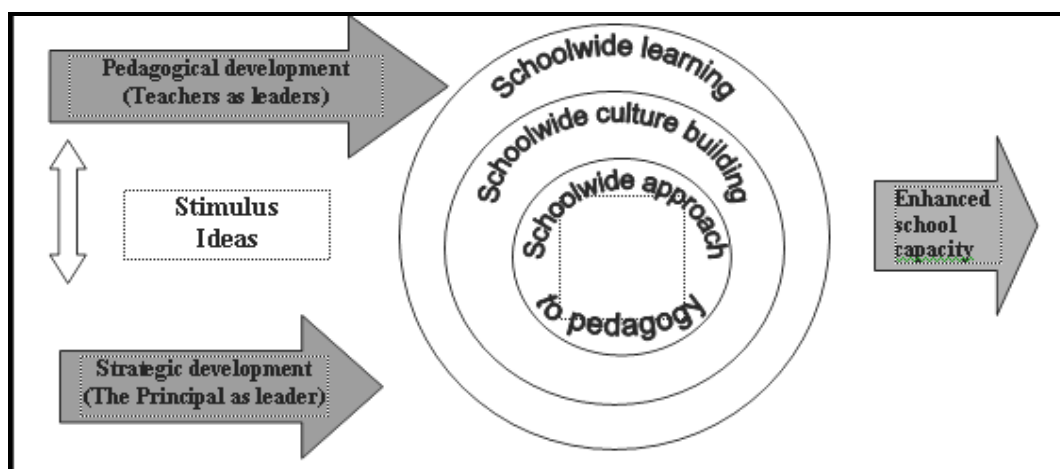 Pedagogical development
(Teachers as leaders)
Stimulus
Ideas
Strategic development
(The Principal as leader)
Schoolwide learning
Schoolwide culture building
Schoolwide approach
to pedagogy
Enhanced
school
capacity